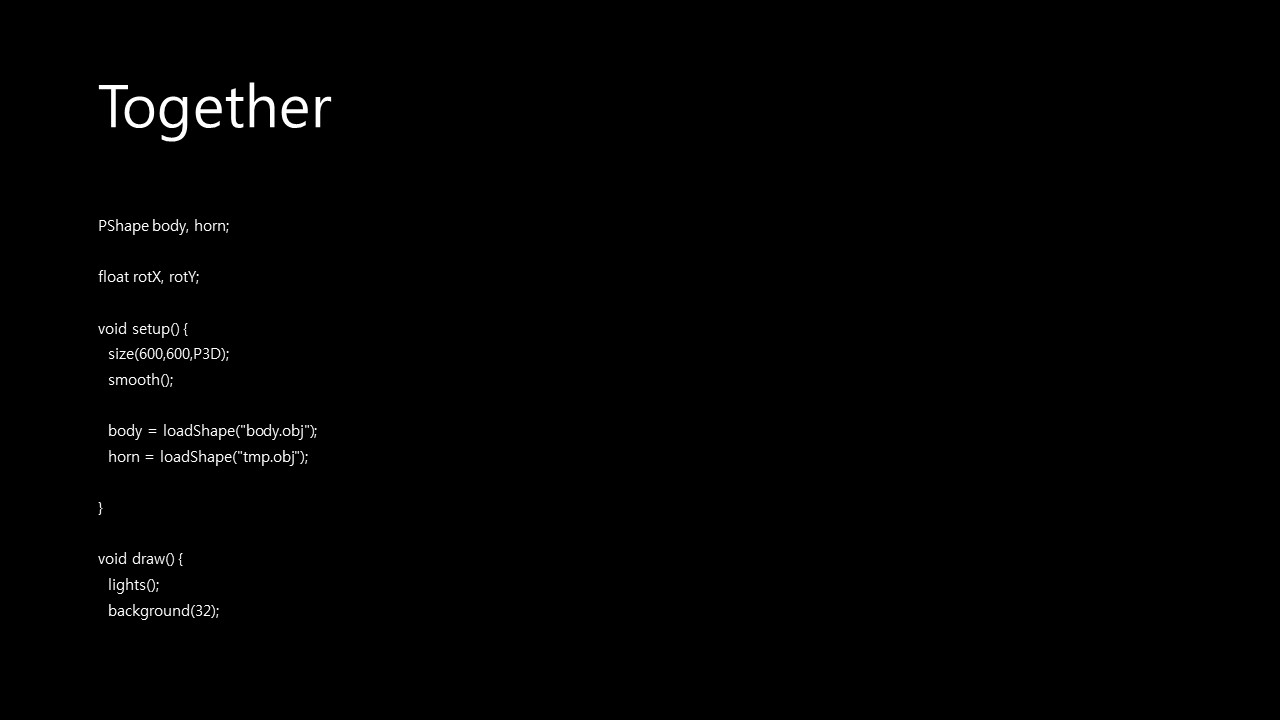 Together
PShape body, horn;
float rotX, rotY;
void setup() {
size(600,600,P3D);
smooth();
body = loadShape("body.obj");
horn = loadShape("tmp.obj");
}
void draw() {
lights();
background(32);